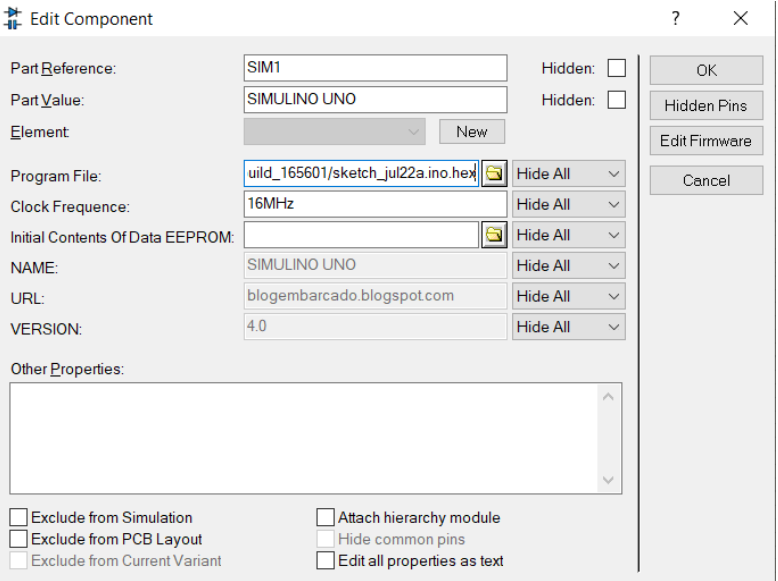 Edit Component
?
Part Reference:
SIM1
Hidden:
OK
Part Value:
SIMULINO UNO
Hidden:
Hidden Pins
Element:
New
Edit Firmware
Program File:
uild_165601/sketch_jul22a.ino.hex
Hide All
Cancel
Clock Frequence:
16MHz
Hide All
Initial Contents Of Data EEPROM:
Hide All
NAME:
SIMULINO UNO
Hide All
URL:
blogembarcado.blogspot.com
Hide All
VERSION:
4.0
Hide All
Other Properties:
Exclude from Simulation
Attach hierarchy module
Exclude from PCB Layout
Hide common pins
Exclude from Current Variant
Edit all properties as text